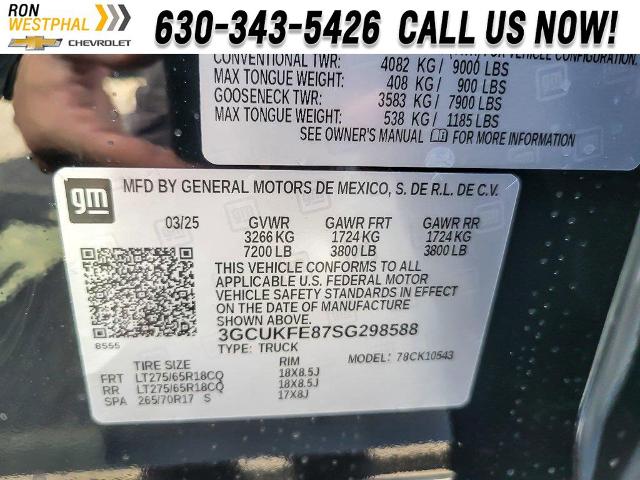 RON
WESTPHAL
CHEVROLET
630-343-5426 CALL US NOW!
FOR VEHICLE CONFIGURATION.
CONVENTIONAL TWR: 4082 KG/ 9000 LBS
MAX TONGUE WEIGHT: 408 KG/ 900 LBS
GOOSENECK TWR: 3583 KG/ 7900 LBS
MAX TONGUE WEIGHT: 538 KG/ 1185 LBS
SEE OWNER'S MANUAL FOR MORE INFORMATION
gm
MFD BY GENERAL MOTORS DE MEXICO, S. DE R.L. DE C.V.
03/25 GVWR GAWR FRT GAWR RR
3266 KG 1724 KG 1724 KG
7200 LB 3800 LB 3800 LB
THIS VEHICLE CONFORMS TO ALL
APPLICABLE U.S. FEDERAL MOTOR
VEHICLE SAFETY STANDARDS IN EFFECT
ON THE DATE OF MANUFACTURE SHOWN ABOVE.
3GCUKFE87SG298588
8555
TYPE: TRUCK MODEL: 78CK10543
TIRE SIZE RIM
FRT LT275/65R18CQ 18X8.5J
RR LT275/65R18CQ 18X8.5J
SPA 265/70R17 S 17X8J